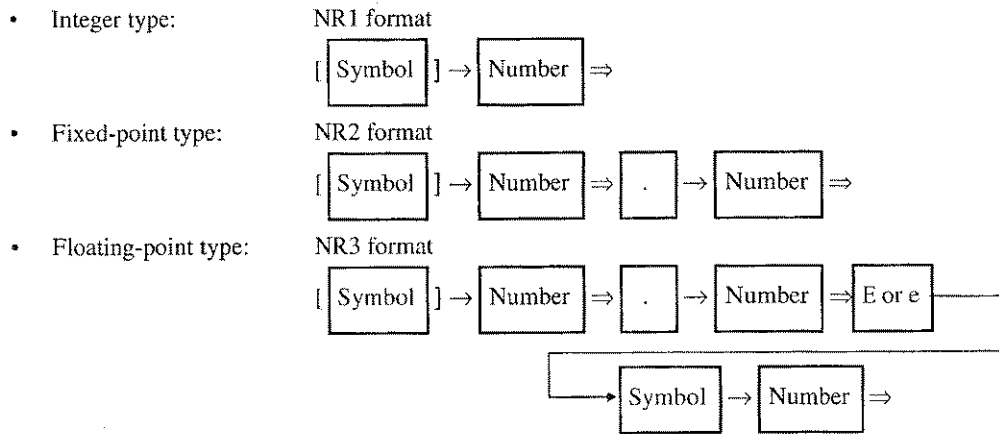 • Integer type: NR1 format
[ Symbol ] → Number ⇒
• Fixed-point type: NR2 format
[ Symbol ] → Number ⇒ . → Number ⇒
• Floating-point type: NR3 format
[ Symbol ] → Number ⇒ . → Number ⇒ E or e
Symbol → Number ⇒